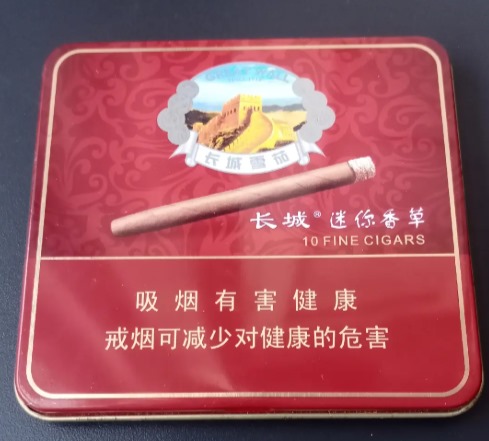 长城雪茄
长城® 迷你香草
10 FINE CIGARS
吸烟有害健康
戒烟可减少对健康的危害